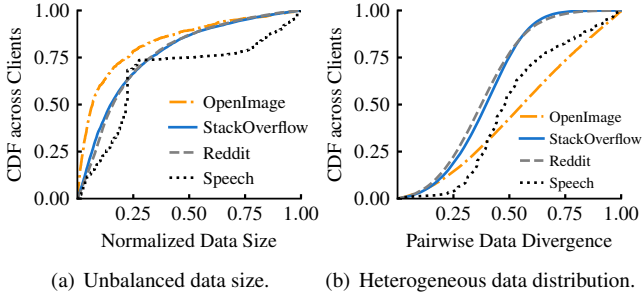 CDF across Clients
1.00
0.75
0.50
0.25
0.00
OpenImage
StackOverflow
Reddit
Speech
0.25 0.50 0.75 1.00
Normalized Data Size
(a) Unbalanced data size.
CDF across Clients
1.00
0.75
0.50
0.25
0.00
OpenImage
StackOverflow
Reddit
Speech
0.25 0.50 0.75 1.00
Pairwise Data Divergence
(b) Heterogeneous data distribution.